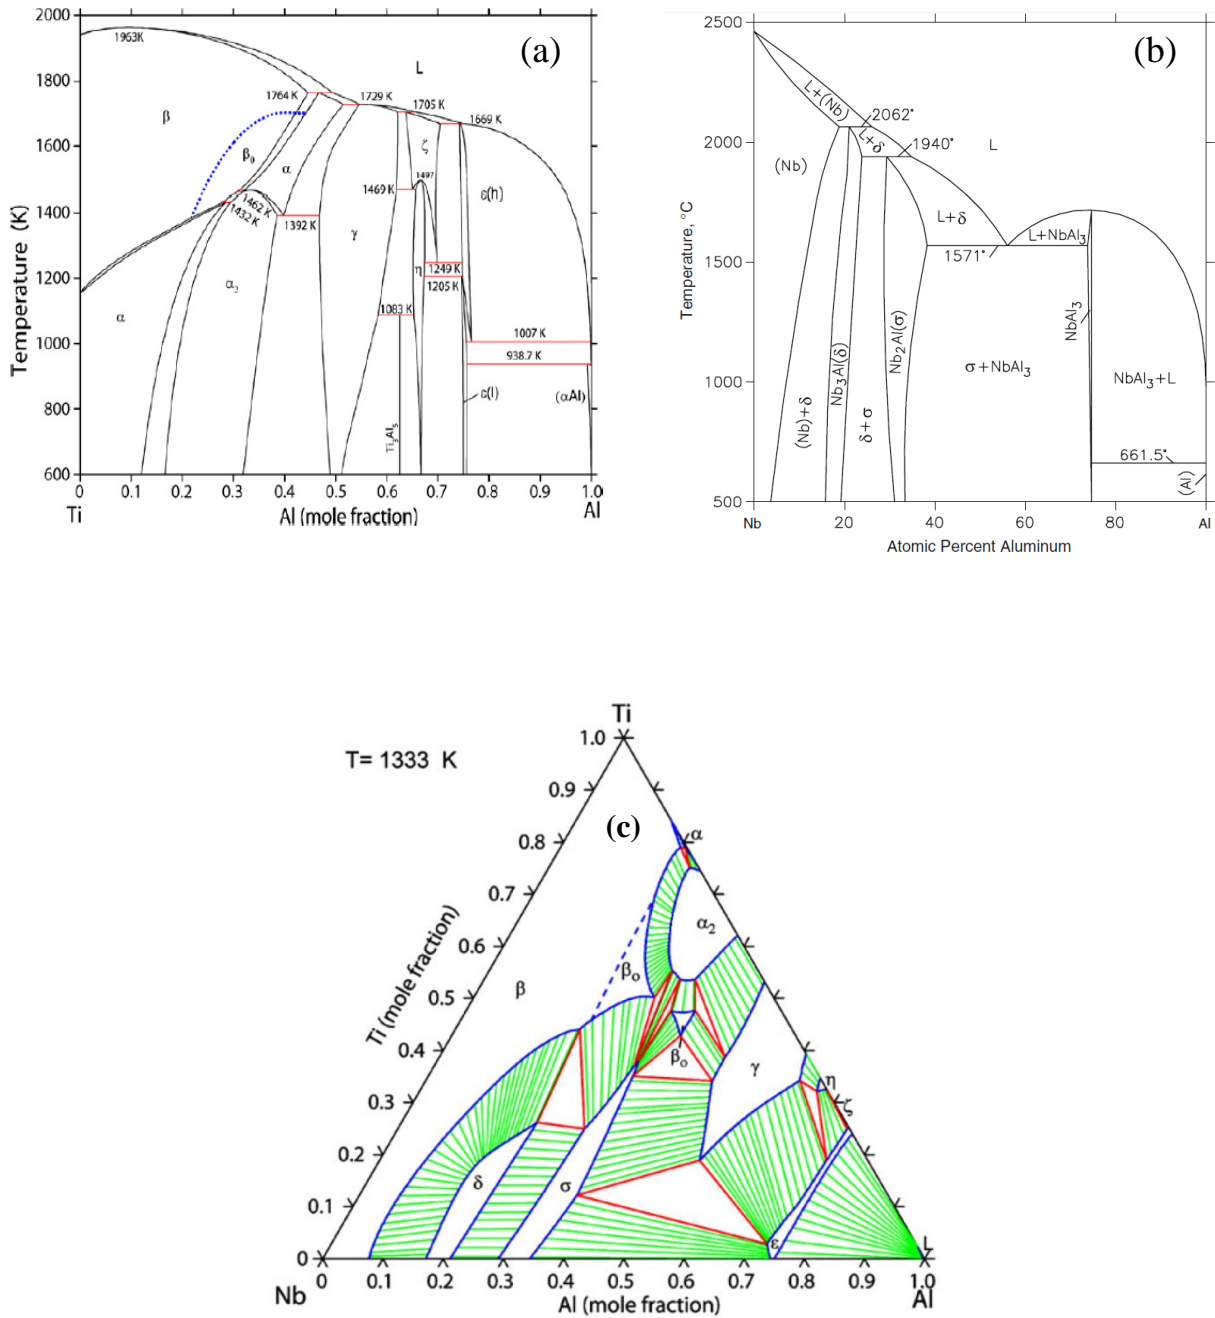 (a)
2000
1800
1600
1400
1200
1000
800
600
Temperature (K)
1963K
L
1764 K
1729 K
1705 K
1669 K
β
β₀
α
ζ
1497
1469 K
ε(h)
1462 K
1432 K
1392 K
γ
η
1249 K
1205 K
α₂
α
1083 K
1007 K
938.7 K
ε(l)
(αAl)
Ti₃Al₅
0 0.1 0.2 0.3 0.4 0.5 0.6 0.7 0.8 0.9 1.0
Ti
Al (mole fraction)
Al
(b)
2500
2000
1500
1000
500
Temperature, °C
L+(Nb)
2062°
L+δ
1940°
L
(Nb)
L+δ
L+NbAl₃
1571°
NbAl₃
Nb₂Al(σ)
Nb₃Al(δ)
σ+NbAl₃
NbAl₃+L
(Nb)+δ
δ+σ
661.5°
(Al)
Nb 20 40 60 80 Al
Atomic Percent Aluminum
Ti
T= 1333 K
(c)
1.0
0.9
0.8
0.7
0.6
0.5
0.4
0.3
0.2
0.1
0
Ti (mole fraction)
α
α₂
βₒ
β
βₒ
γ
η
ζ
δ
σ
ε
L
0 0.1 0.2 0.3 0.4 0.5 0.6 0.7 0.8 0.9 1.0
Nb
Al (mole fraction)
Al